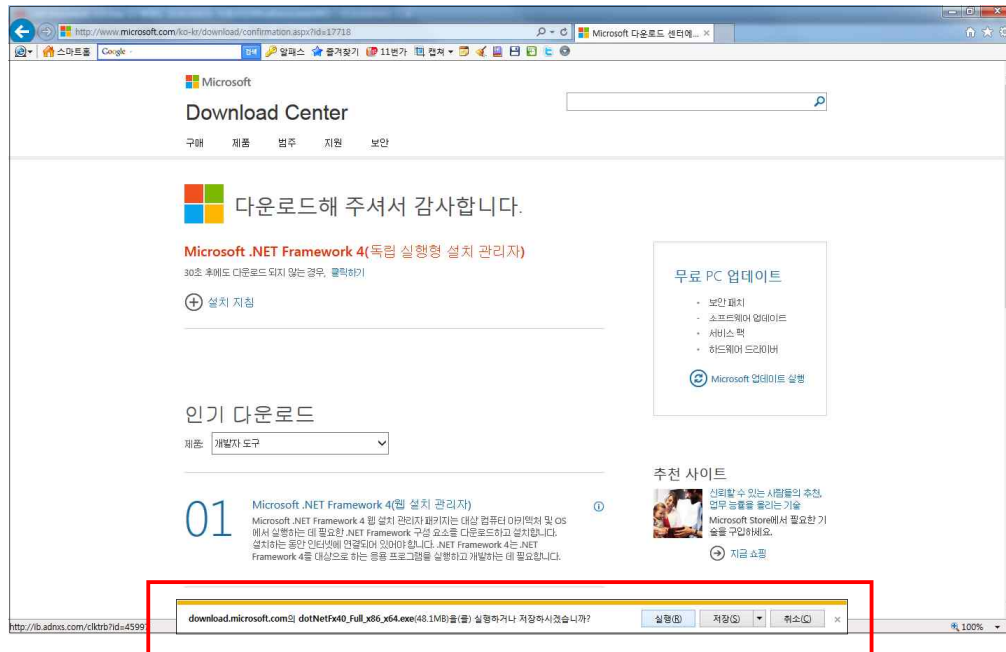 http://www.microsoft.com/ko-kr/download/confirmation.aspx?id=17718
Microsoft 다운로드 센터에...
스마트홈 Google 검색 알패스 즐겨찾기 11번가 캡쳐
Microsoft
Download Center
구매 제품 범주 지원 보안
다운로드해 주셔서 감사합니다.
Microsoft .NET Framework 4(독립 실행형 설치 관리자)
30초 후에도 다운로드 되지 않는 경우, 클릭하기
설치 지침
무료 PC 업데이트
보안 패치
소프트웨어 업데이트
서비스 팩
하드웨어 드라이버
Microsoft 업데이트 실행
인기 다운로드
제품: 개발자 도구
01
Microsoft .NET Framework 4(웹 설치 관리자)
Microsoft .NET Framework 4 웹 설치 관리자 패키지는 대상 컴퓨터 아키텍처 및 OS
에서 실행하는 데 필요한 .NET Framework 구성 요소를 다운로드하고 설치합니다.
설치하는 동안 인터넷에 연결되어 있어야 합니다. .NET Framework 4는 .NET
Framework 4를 대상으로 하는 응용 프로그램을 실행하고 개발하는 데 필요합니다.
추천 사이트
신뢰할 수 있는 사람들의 추천,
업무 능률을 올리는 기술
Microsoft Store에서 필요한 기
술을 구입하세요.
지금 쇼핑
download.microsoft.com의 dotNetFx40_Full_x86_x64.exe(48.1MB)을(를) 실행하거나 저장하시겠습니까?
실행(R) 저장(S) 취소(C)
http://ib.adnxs.com/clktrb?id=4599
100%